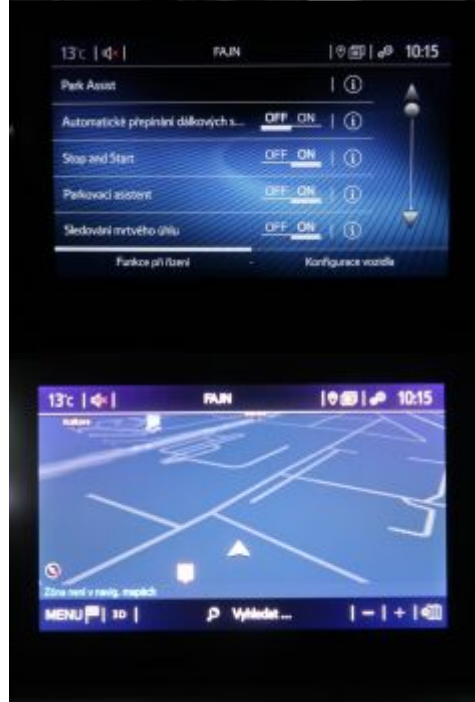 13°c FAJN 10:15
Park Assist
Automatické přepínání dálkových s... OFF ON
Stop and Start OFF ON
Parkovací asistent OFF ON
Sledování mrtvého úhlu OFF ON
Funkce při řízení - Konfigurace vozidla
13°c FAJN 10:15
Zóna není v navig. mapách
MENU 3D Vyhledat ... - +